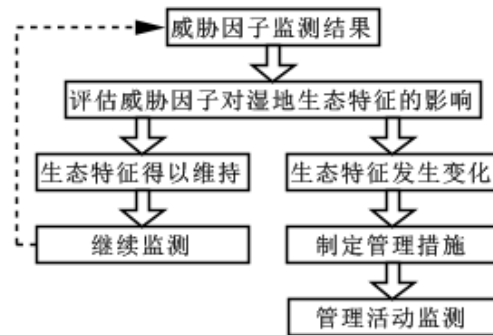 威胁因子监测结果
评估威胁因子对湿地生态特征的影响
生态特征得以维持
生态特征发生变化
继续监测
制定管理措施
管理活动监测